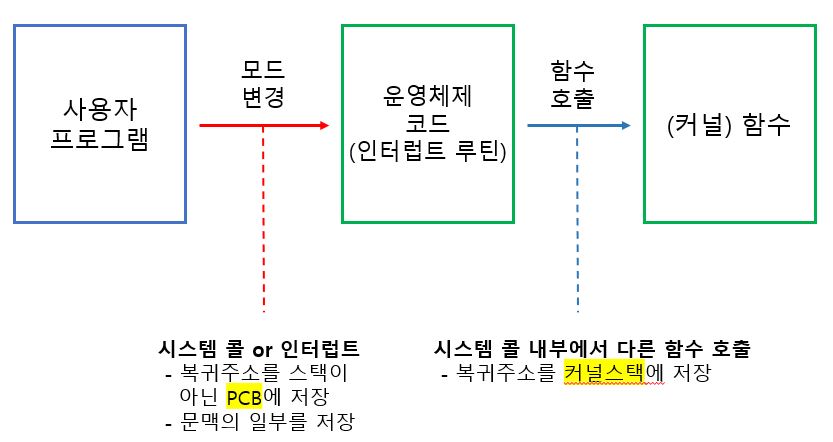 사용자
프로그램
모드
변경
운영체제
코드
(인터럽트 루틴)
함수
호출
(커널) 함수
시스템 콜 or 인터럽트
- 복귀주소를 스택이
아닌 PCB에 저장
- 문맥의 일부를 저장
시스템 콜 내부에서 다른 함수 호출
- 복귀주소를 커널스택에 저장